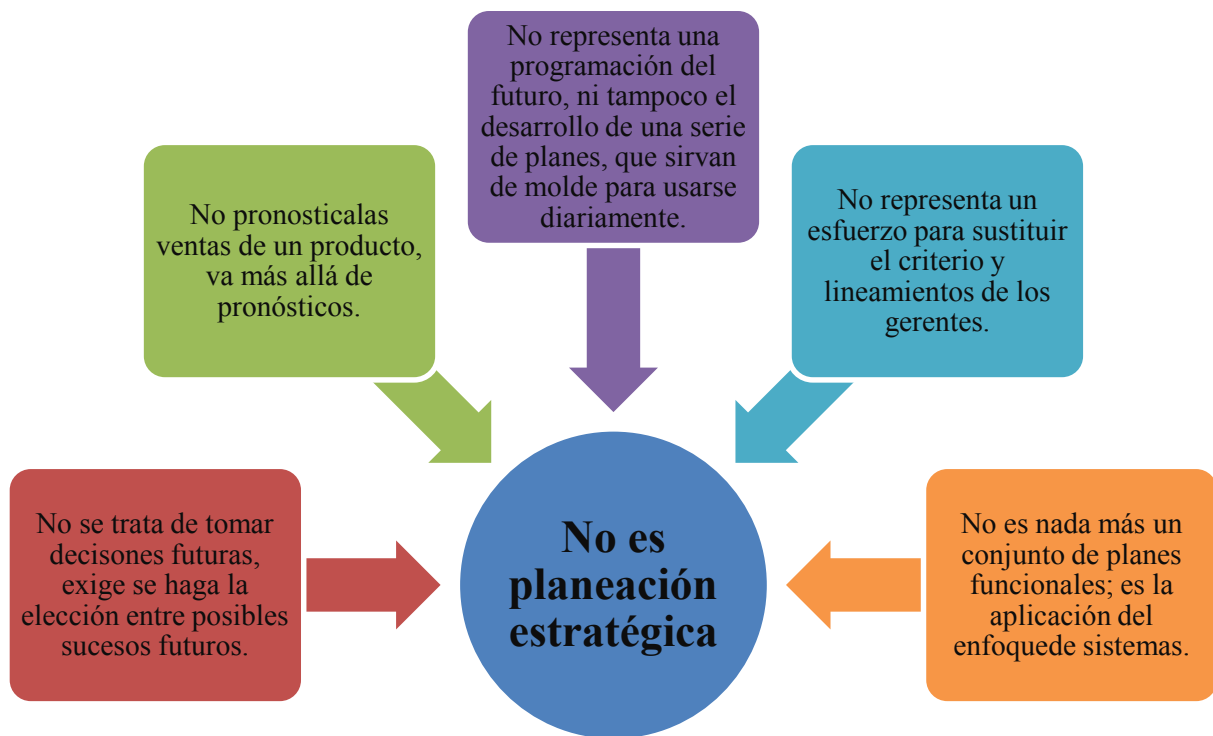 No representa una
programación del
futuro, ni tampoco el
desarrollo de una serie
de planes, que sirvan
de molde para usarse
diariamente.
No pronosticalas
ventas de un producto,
va más allá de
pronósticos.
No representa un
esfuerzo para sustituir
el criterio y
lineamientos de los
gerentes.
No se trata de tomar
decisones futuras,
exige se haga la
elección entre posibles
sucesos futuros.
No es
planeación
estratégica
No es nada más un
conjunto de planes
funcionales; es la
aplicación del
enfoquede sistemas.